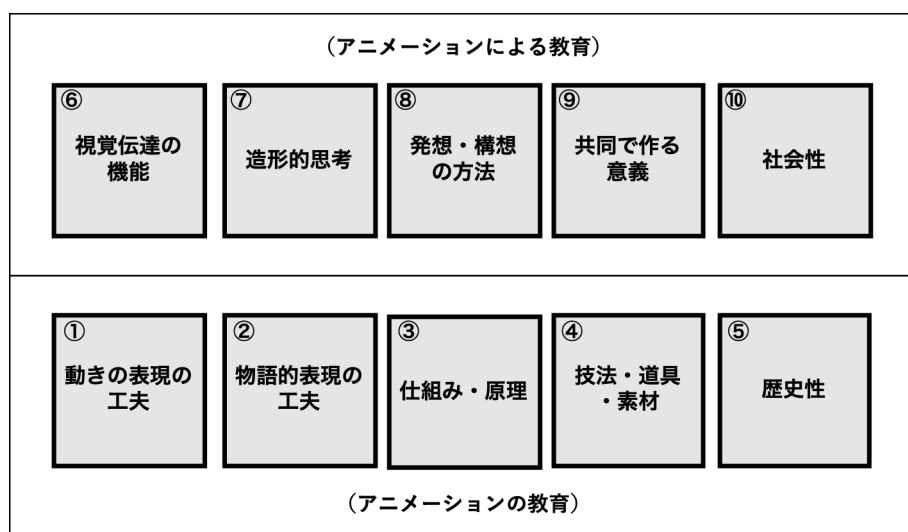 （アニメーションによる教育）
⑥
視覚伝達の
機能
⑦
造形的思考
⑧
発想・構想
の方法
⑨
共同で作る
意義
⑩
社会性
①
動きの表現の
工夫
②
物語的表現の
工夫
③
仕組み・原理
④
技法・道具
・素材
⑤
歴史性
（アニメーションの教育）